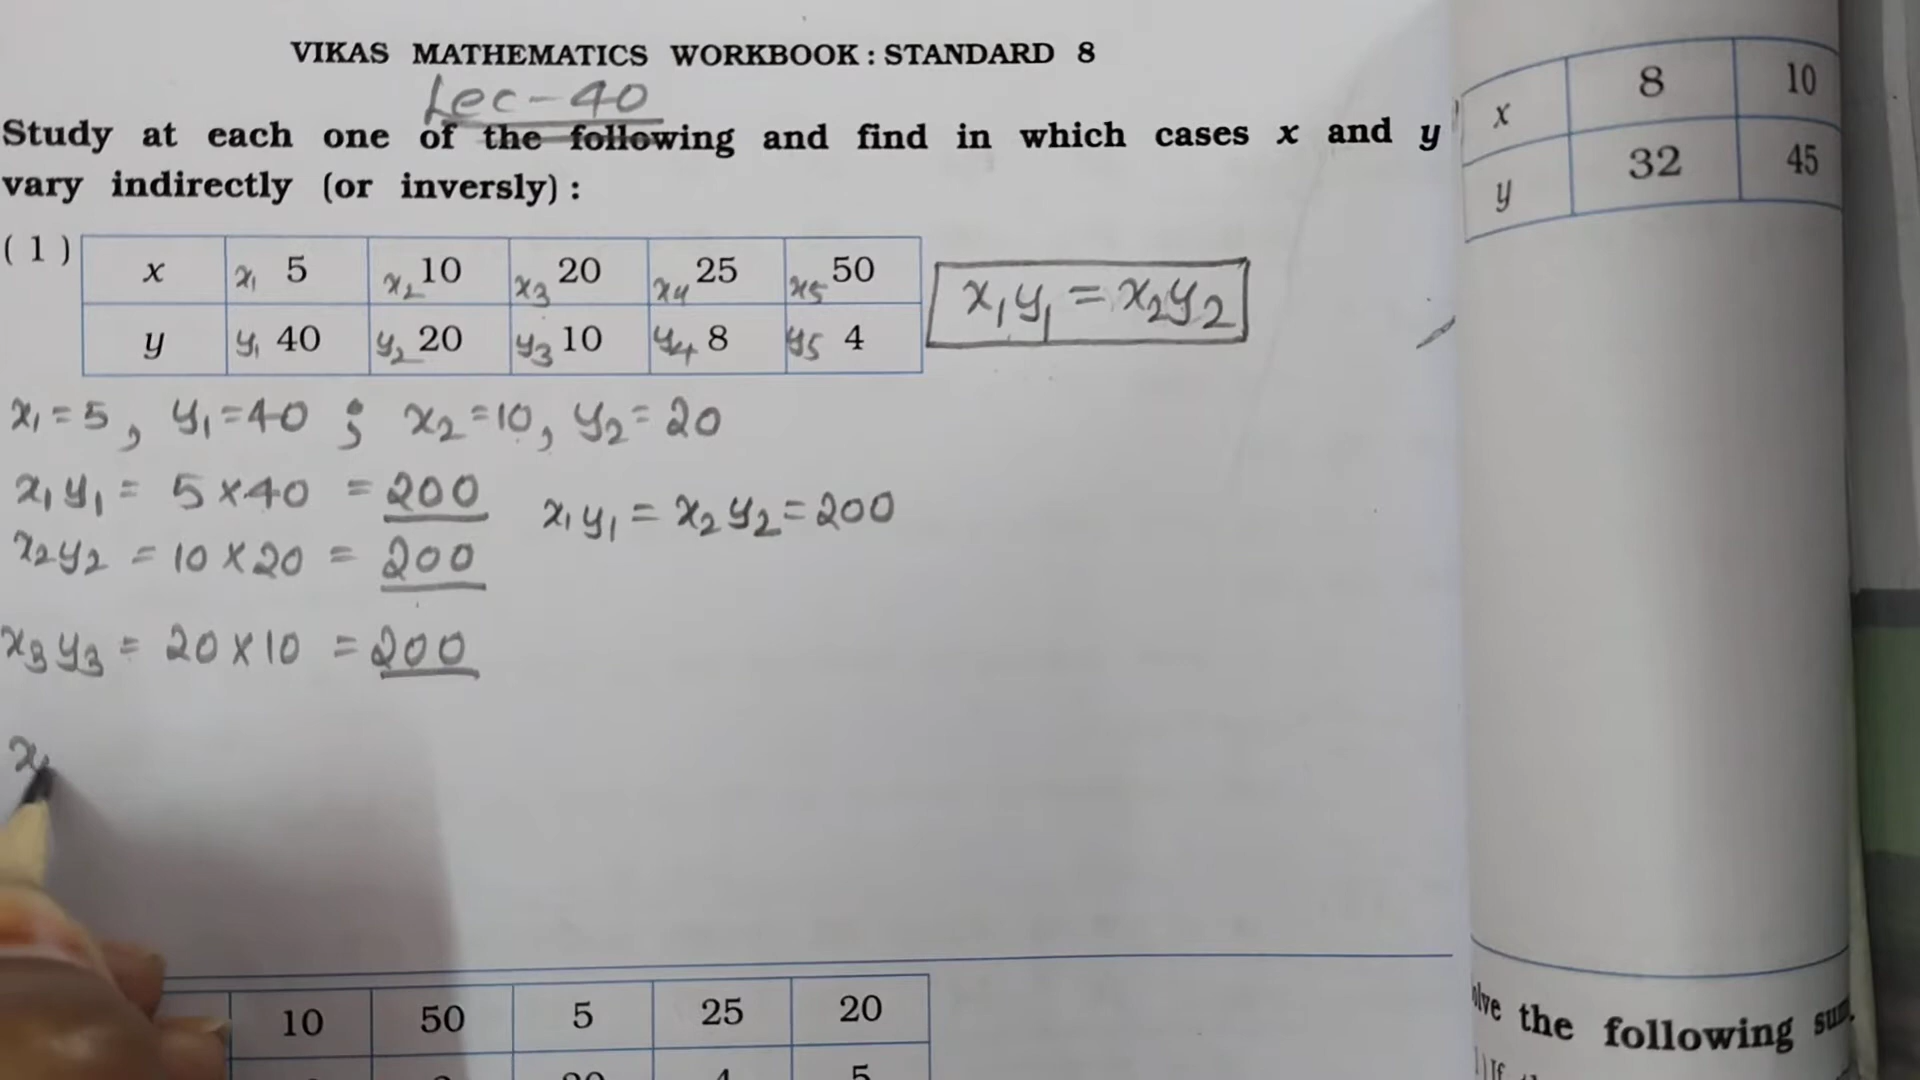 VIKAS MATHEMATICS WORKBOOK : STANDARD 8
Lec-40
Study at each one of the following and find in which cases x and y
vary indirectly (or inversly) :
(1)
x x₁ 5 x₂ 10 x₃ 20 x₄ 25 x₅ 50
y y₁ 40 y₂ 20 y₃ 10 y₄ 8 y₅ 4
x₁y₁ = x₂y₂
x₁ = 5, y₁ = 40 ; x₂ = 10, y₂ = 20
x₁y₁ = 5 × 40 = 200
x₁y₁ = x₂y₂ = 200
x₂y₂ = 10 × 20 = 200
x₃y₃ = 20 × 10 = 200
x
10 50 5 25 20
4 5
x 8 10
y 32 45
the following